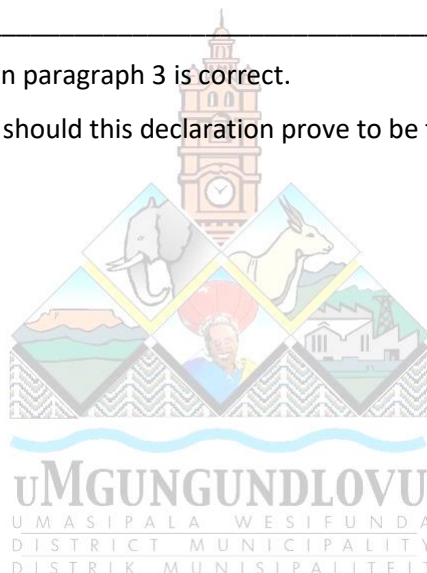 n paragraph 3 is correct.
should this declaration prove to be
UMGUNGUNDLOVU
UMASIPALA WESIFUNDA
DISTRICT MUNICIPALITY
DISTRIK MUNISIPALITEIT